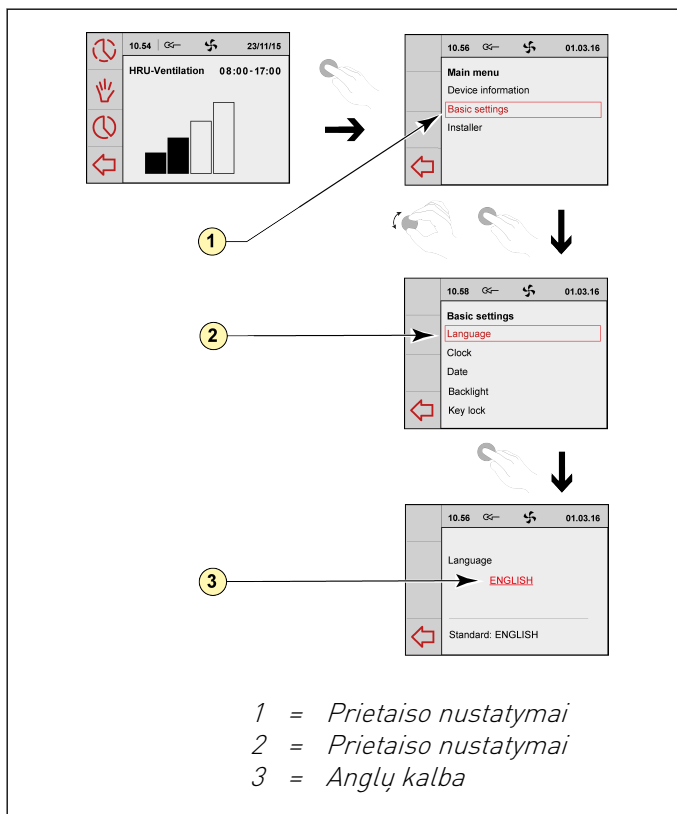 10.54 23/11/15
HRU-Ventilation 08:00-17:00
10.56 01.03.16
Main menu
Device information
Basic settings
Installer
1
10.58 01.03.16
Basic settings
Language
Clock
Date
Backlight
Key lock
2
10.56 01.03.16
Language
ENGLISH
Standard: ENGLISH
3
1 = Prietaiso nustatymai
2 = Prietaiso nustatymai
3 = Anglų kalba